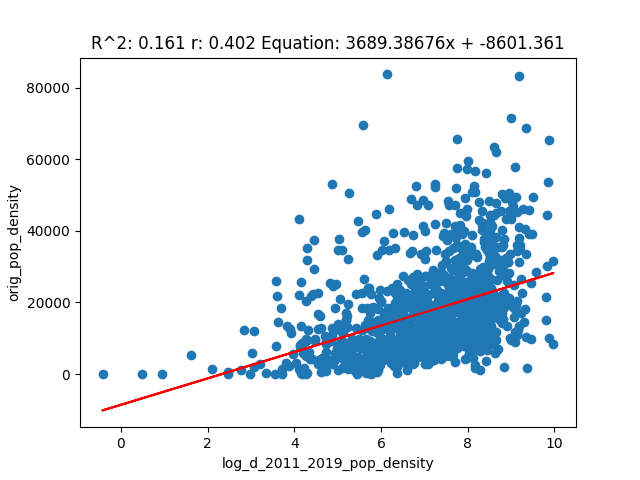 R^2: 0.161 r: 0.402 Equation: 3689.38676x + -8601.361
80000
60000
40000
20000
0
orig_pop_density
0 2 4 6 8 10
log_d_2011_2019_pop_density